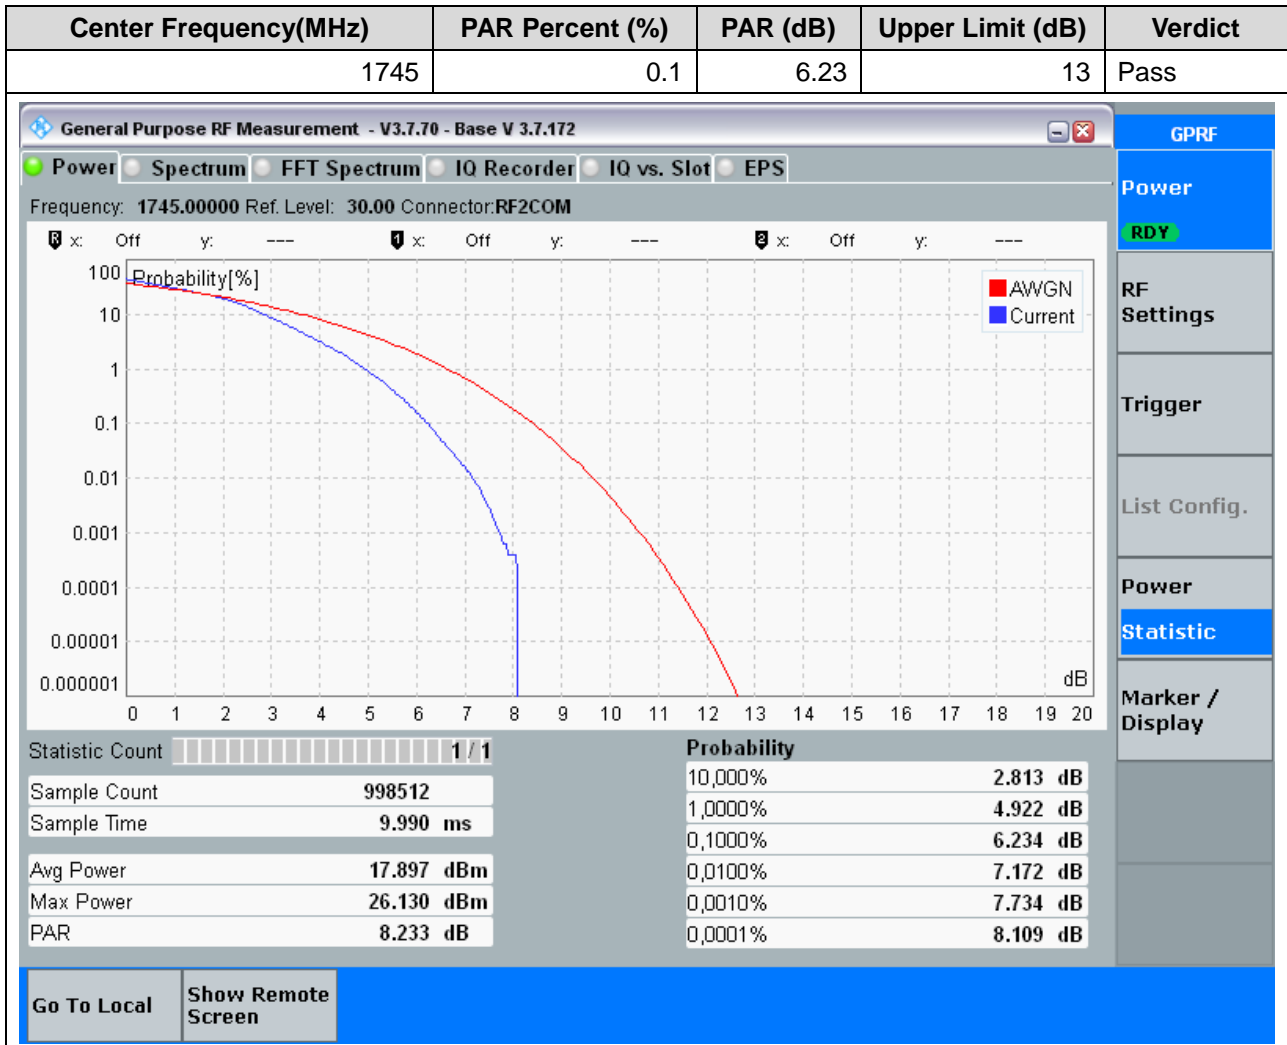 Center Frequency(MHz) PAR Percent (%) PAR (dB) Upper Limit (dB) Verdict
1745 0.1 6.23 13 Pass
General Purpose RF Measurement - V3.7.70 - Base V 3.7.172
GPRF
Power Spectrum FFT Spectrum IQ Recorder IQ vs. Slot EPS
Frequency: 1745.00000 Ref. Level: 30.00 Connector:RF2COM
R x: Off y: --- 1 x: Off y: --- 2 x: Off y: ---
Power
RDY
RF
Settings
Trigger
List Config.
Power
Statistic
Marker /
Display
Probability[%]
AWGN
Current
100
10
1
0.1
0.01
0.001
0.0001
0.00001
0.000001
dB
0 1 2 3 4 5 6 7 8 9 10 11 12 13 14 15 16 17 18 19 20
Statistic Count 1 / 1
Sample Count 998512
Sample Time 9.990 ms
Avg Power 17.897 dBm
Max Power 26.130 dBm
PAR 8.233 dB
Probability
10,000% 2.813 dB
1,0000% 4.922 dB
0,1000% 6.234 dB
0,0100% 7.172 dB
0,0010% 7.734 dB
0,0001% 8.109 dB
Go To Local
Show Remote
Screen